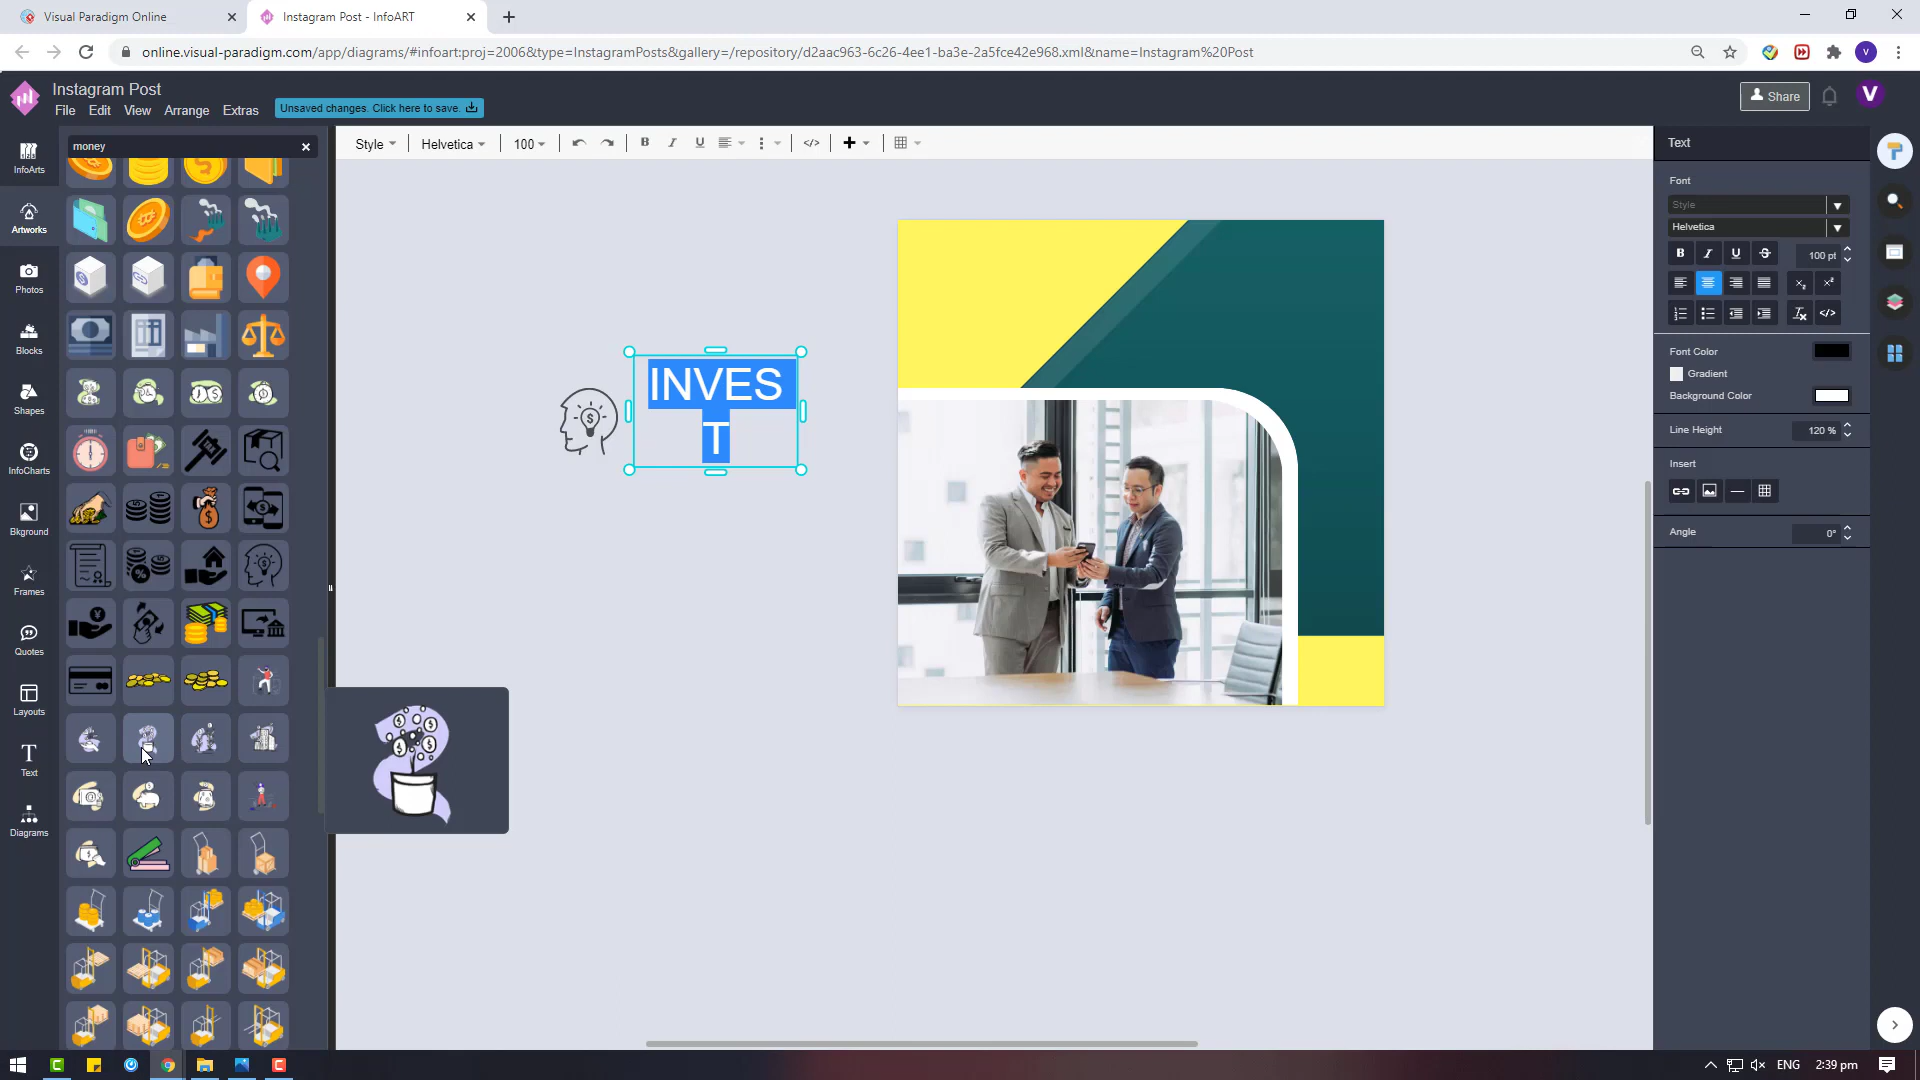 Visual Paradigm Online
Instagram Post - InfoART
online.visual-paradigm.com/app/diagrams/#infoart:proj=2006&type=InstagramPosts&gallery=/repository/d2aac963-6c26-4ee1-ba3e-2a5fce42e968.xml&name=Instagram%20Post
V
Instagram Post
File Edit View Arrange Extras
Unsaved changes. Click here to save.
Share
V
money
Style Helvetica 100
B I U
Text
InfoArts
Artworks
Photos
Blocks
Shapes
InfoCharts
Bkground
Frames
Quotes
Layouts
T
Text
Diagrams
INVES
T
Font
Style
Helvetica
B I U S 100 pt
Font Color
Gradient
Background Color
Line Height 120 %
Insert
Angle 0°
ENG 2:39 pm